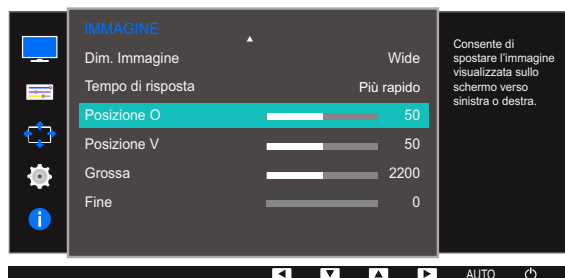 IMMAGINE
Dim. Immagine Wide
Tempo di risposta Più rapido
Posizione O 50
Posizione V 50
Grossa 2200
Fine 0
Consente di
spostare l'immagine
visualizzata sullo
schermo verso
sinistra o destra.
AUTO